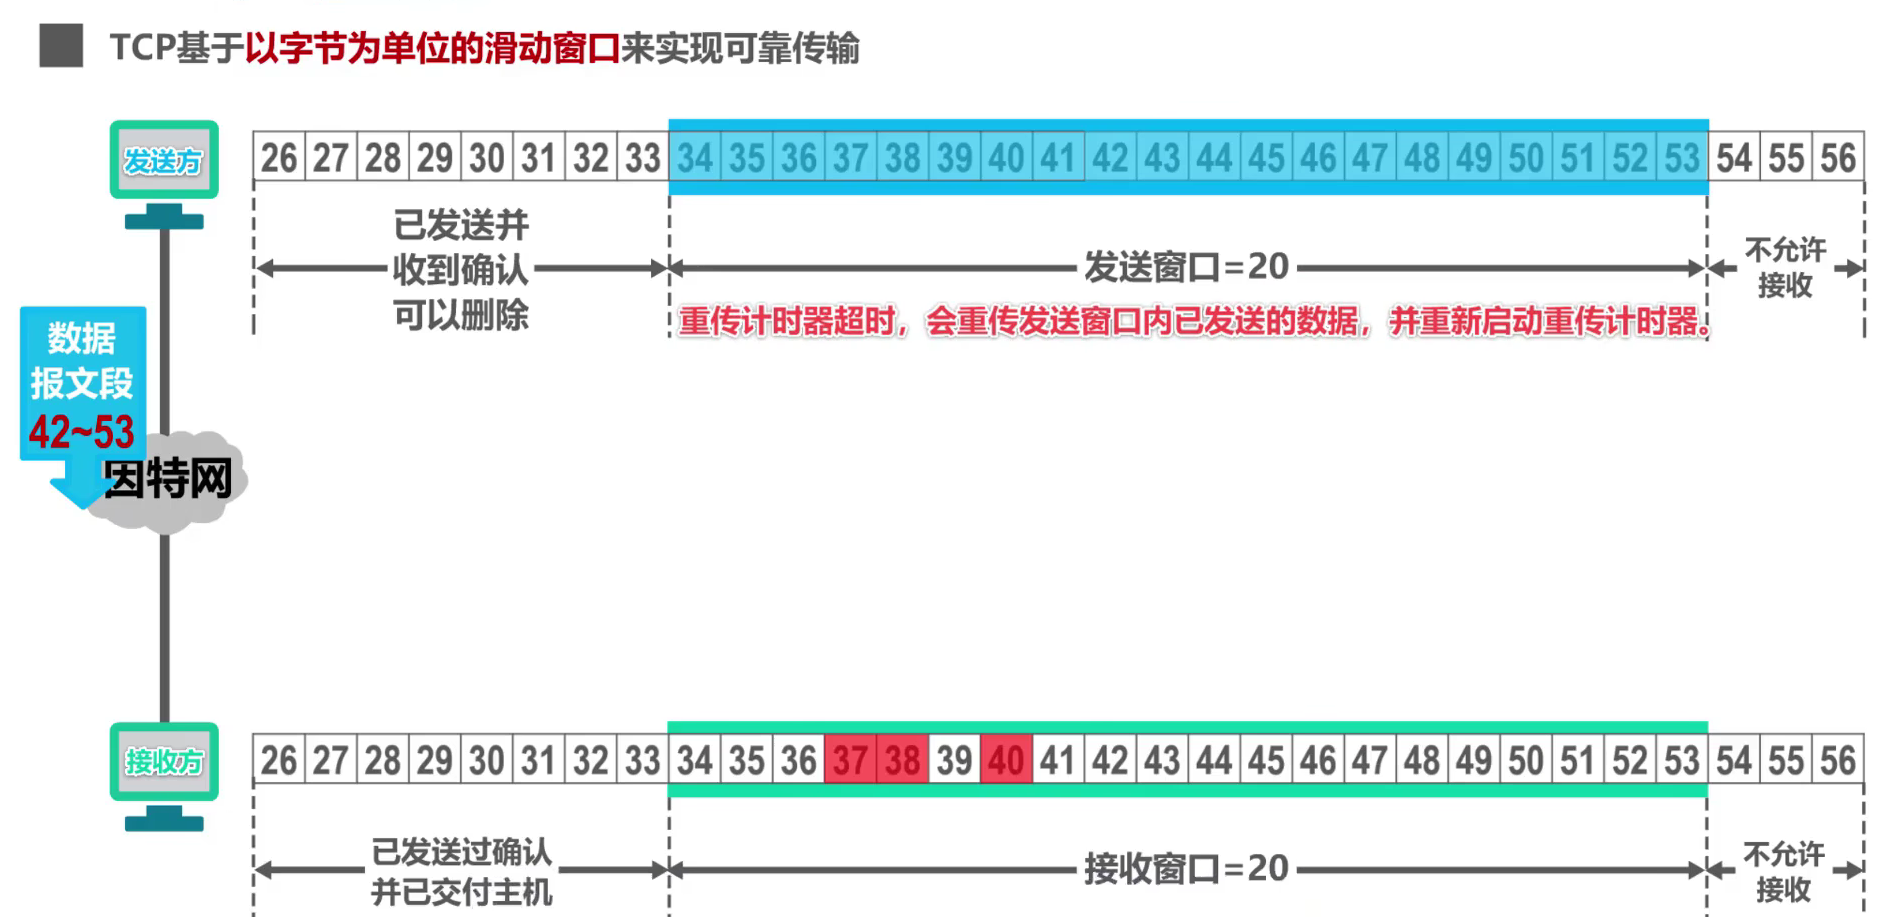 TCP基于以字节为单位的滑动窗口来实现可靠传输
发送方
26 27 28 29 30 31 32 33 34 35 36 37 38 39 40 41 42 43 44 45 46 47 48 49 50 51 52 53 54 55 56
已发送并
收到确认
可以删除
发送窗口=20
不允许
接收
重传计时器超时，会重传发送窗口内已发送的数据，并重新启动重传计时器。
数据
报文段
42~53
因特网
接收方
26 27 28 29 30 31 32 33 34 35 36 37 38 39 40 41 42 43 44 45 46 47 48 49 50 51 52 53 54 55 56
已发送过确认
并已交付主机
接收窗口=20
不允许
接收